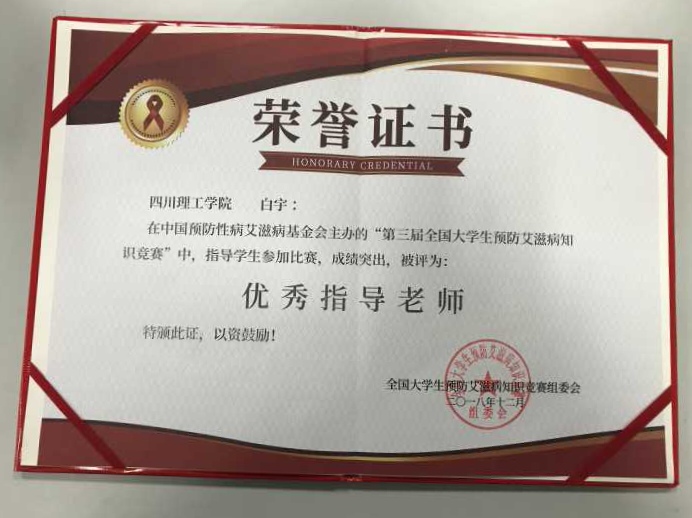 荣誉证书
HONORARY CREDENTIAL
四川理工学院 白宇：
在中国预防性病艾滋病基金会主办的“第三届全国大学生预防艾滋病知
识竞赛”中，指导学生参加比赛，成绩突出，被评为：
优秀指导老师
特颁此证，以资鼓励！
全国大学生预防艾滋病知识竞赛组委会
二〇一八年十二月
组委会